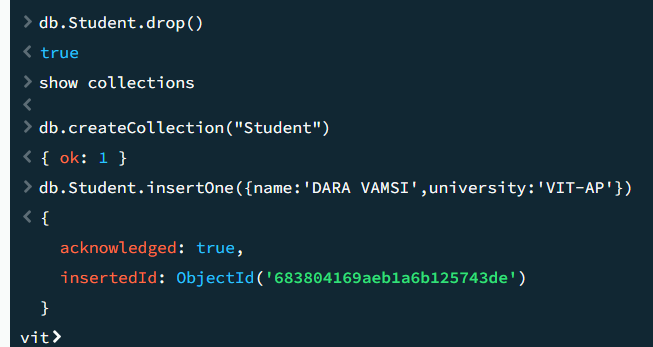 > db.Student.drop()
< true
> show collections
<
> db.createCollection("Student")
< { ok: 1 }
> db.Student.insertOne({name:'DARA VAMSI',university:'VIT-AP'})
< {
acknowledged: true,
insertedId: ObjectId('683804169aeb1a6b125743de')
}
vit>